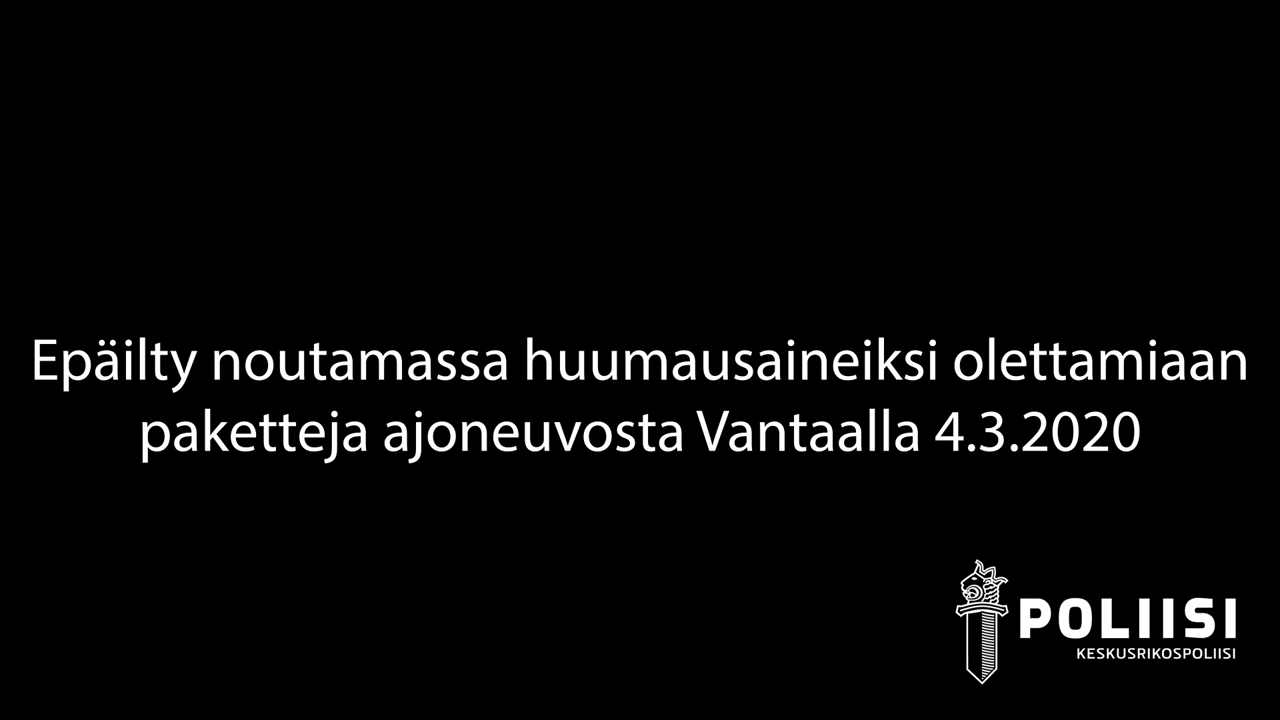 Epäilty noutamassa huumausaineiksi olettamiaan
paketteja ajoneuvosta Vantaalla 4.3.2020
POLIISI
KESKUSRIKOSPOLIISI